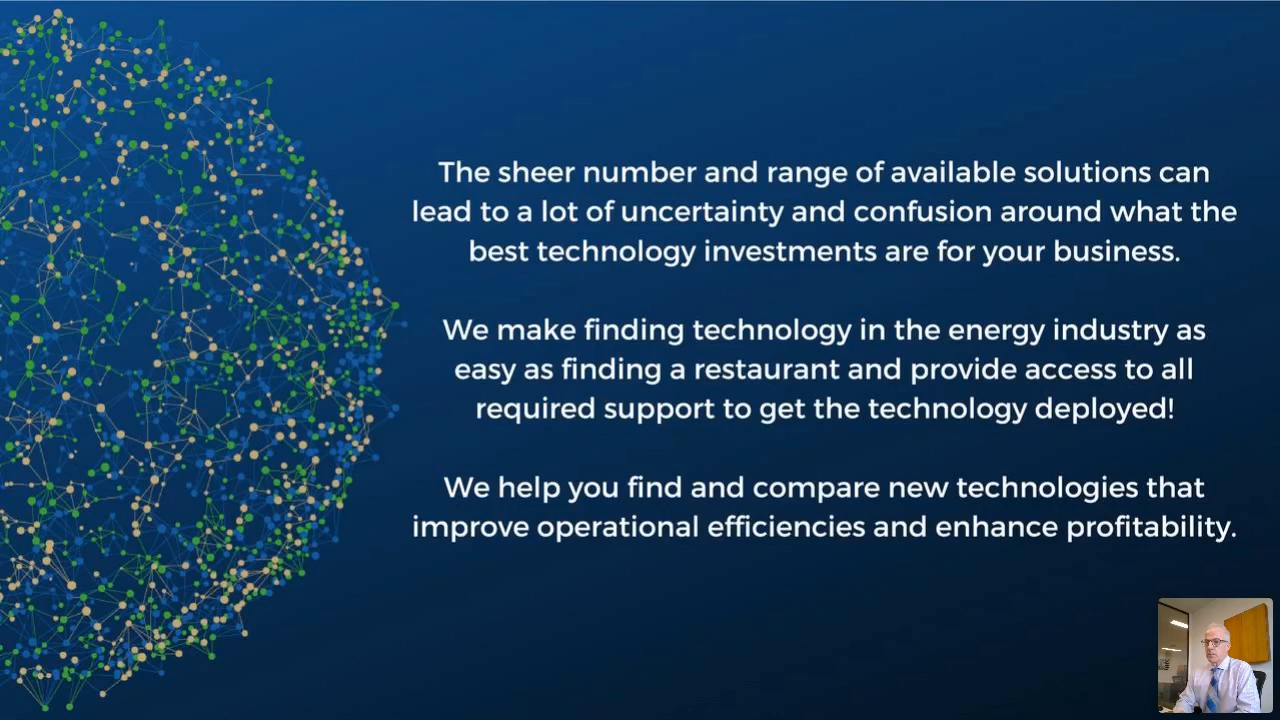 The sheer number and range of available solutions can
lead to a lot of uncertainty and confusion around what the
best technology investments are for your business.
We make finding technology in the energy industry as
easy as finding a restaurant and provide access to all
required support to get the technology deployed!
We help you find and compare new technologies that
improve operational efficiencies and enhance profitability.